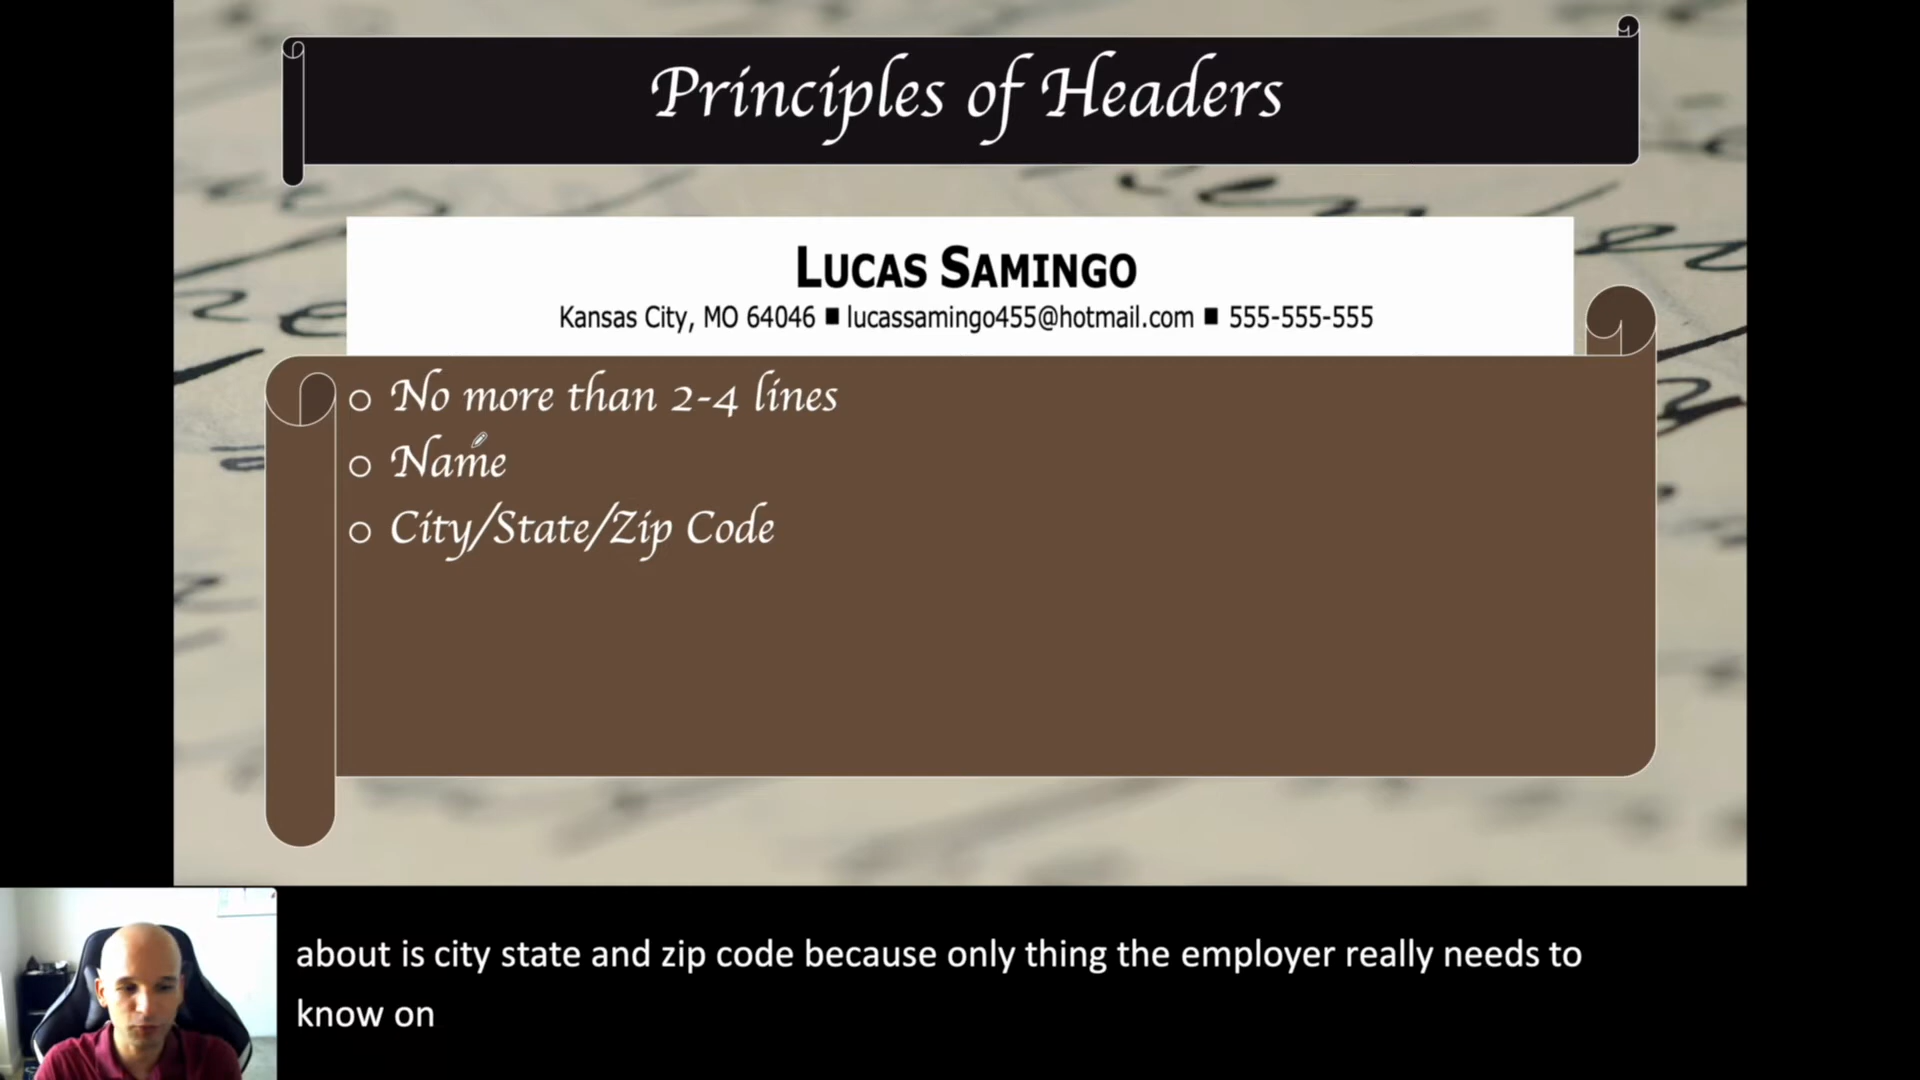 Principles of Headers
LUCAS SAMINGO
Kansas City, MO 64046 ■ lucassamingo455@hotmail.com ■ 555-555-555
o No more than 2-4 lines
o Name
o City/State/Zip Code
about is city state and zip code because only thing the employer really needs to
know on